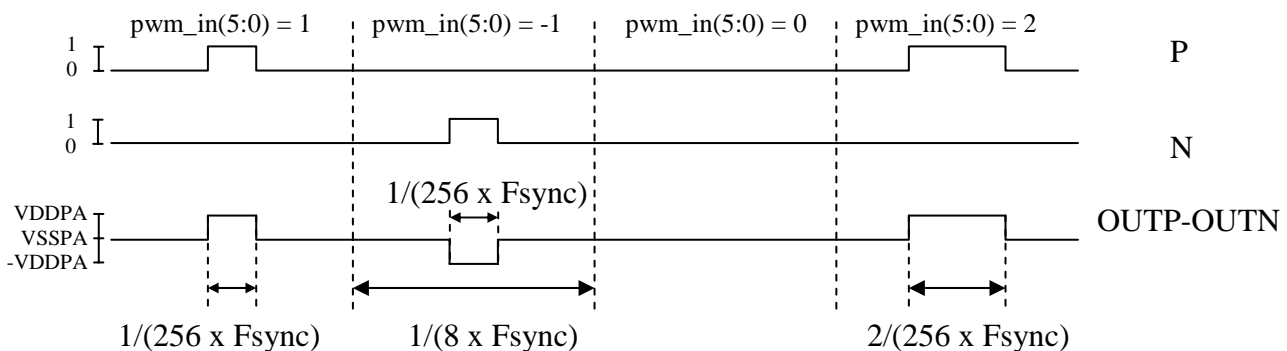 pwm_in(5:0) = 1 pwm_in(5:0) = -1 pwm_in(5:0) = 0 pwm_in(5:0) = 2
1
0
P
1
0
N
1/(256 x Fsync)
VDDPA
VSSPA
-VDDPA
OUTP-OUTN
1/(256 x Fsync) 1/(8 x Fsync) 2/(256 x Fsync)